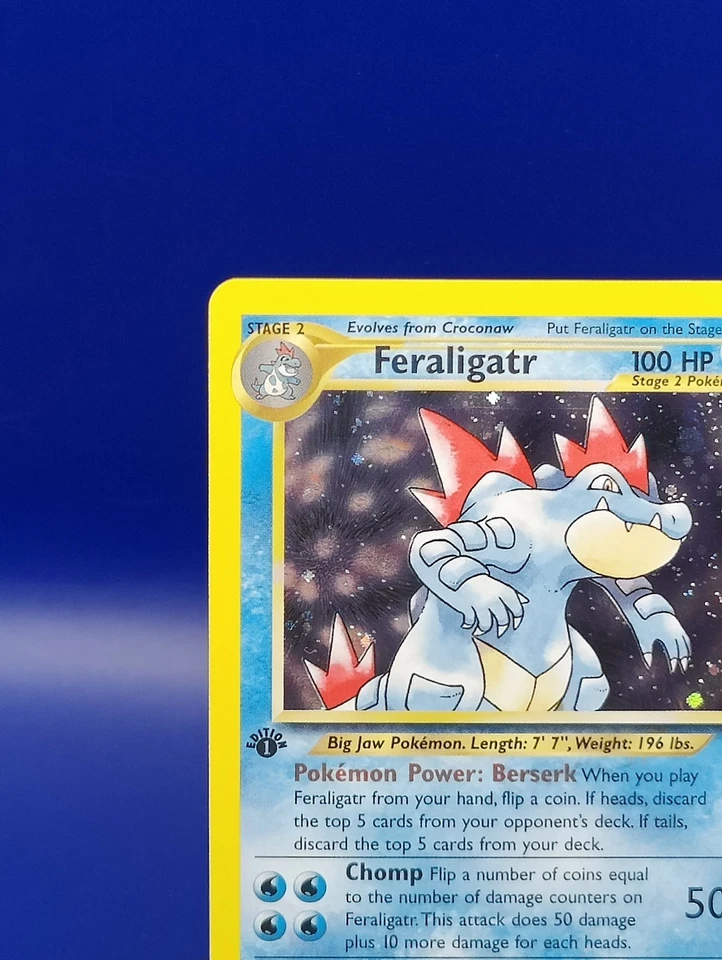 STAGE 2 Evolves from Croconaw Put Feraligatr on the Stage
Feraligatr 100 HP
Stage 2 Poké
EDITION 1
Big Jaw Pokémon. Length: 7' 7", Weight: 196 lbs.
Pokémon Power: Berserk When you play
Feraligatr from your hand, flip a coin. If heads, discard
the top 5 cards from your opponent's deck. If tails,
discard the top 5 cards from your deck.
Chomp Flip a number of coins equal
to the number of damage counters on
Feraligatr. This attack does 50 damage
plus 10 more damage for each heads.
50